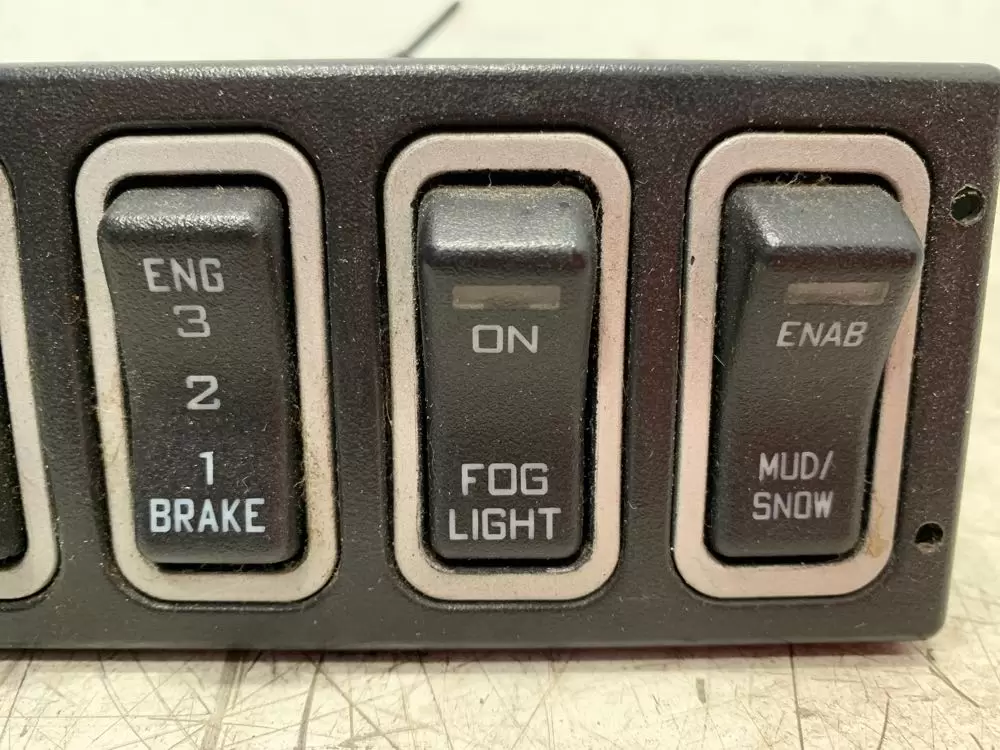 ENG
3
2
1
BRAKE
ON
FOG
LIGHT
ENAB
MUD/
SNOW